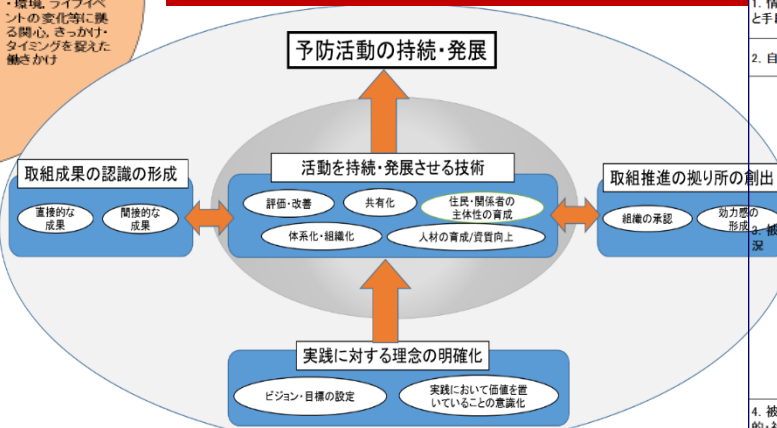 ・環境, ライフイベ
ントの変化等に拠
る関心, きっかけ・
タイミングを捉えた
働きかけ
予防活動の持続・発展
取組成果の認識の形成
直接的な
成果
間接的な
成果
活動を持続・発展させる技術
評価・改善
共有化
住民・関係者の
主体性の育成
体系化・組織化
人材の育成/資質向上
取組推進の拠り所の創出
組織の承認
効力感の
形成
実践に対する理念の明確化
ビジョン・目標の設定
実践において価値を置
いていることの意識化
1. 情
と手
2. 自
3. 被
況
4. 被